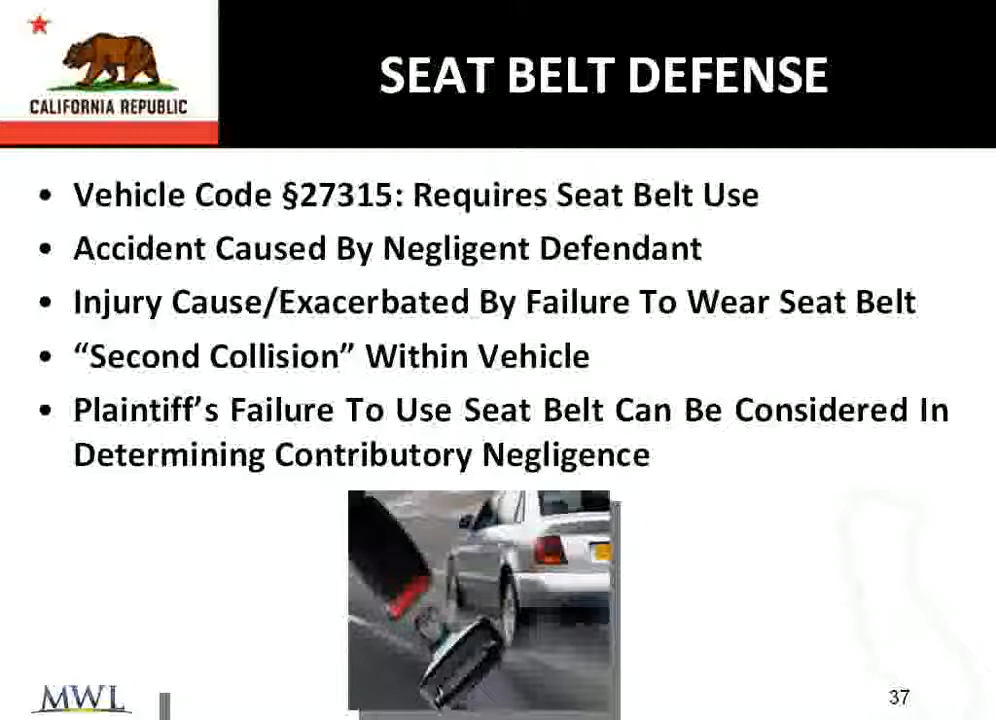 CALIFORNIA REPUBLIC
SEAT BELT DEFENSE
• Vehicle Code §27315: Requires Seat Belt Use
• Accident Caused By Negligent Defendant
• Injury Cause/Exacerbated By Failure To Wear Seat Belt
• “Second Collision” Within Vehicle
• Plaintiff’s Failure To Use Seat Belt Can Be Considered In
Determining Contributory Negligence
MWL
37